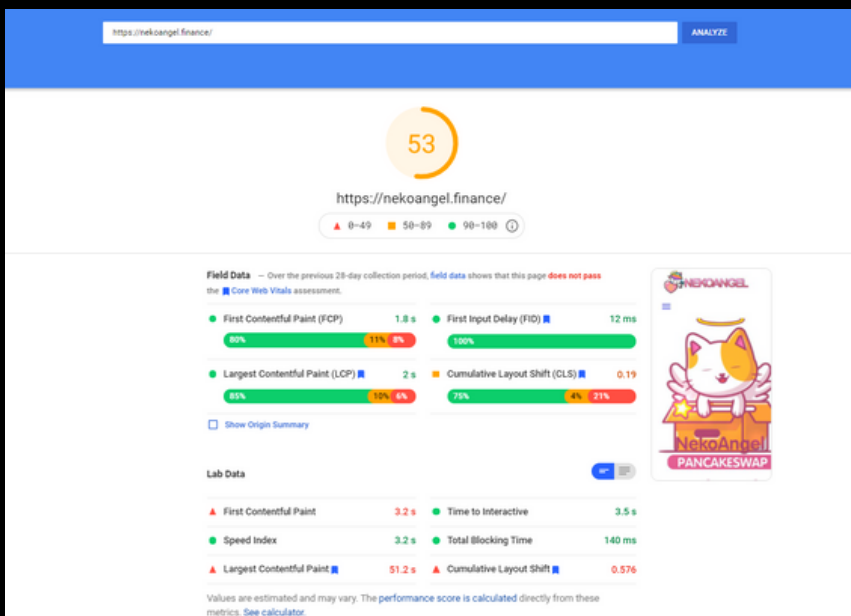 https://nekoangel.finance/
ANALYZE
53
https://nekoangel.finance/
0–49 50–89 90–100
Field Data — Over the previous 28-day collection period, field data shows that this page does not pass
the Core Web Vitals assessment.
First Contentful Paint (FCP) 1.8 s
80% 11% 8%
First Input Delay (FID) 12 ms
100%
Largest Contentful Paint (LCP) 2 s
85% 10% 6%
Cumulative Layout Shift (CLS) 0.19
75% 4% 21%
Show Origin Summary
NEKOANGEL
NekoAngel
PANCAKESWAP
Lab Data
First Contentful Paint 3.2 s
Time to Interactive 3.5 s
Speed Index 3.2 s
Total Blocking Time 140 ms
Largest Contentful Paint 51.2 s
Cumulative Layout Shift 0.576
Values are estimated and may vary. The performance score is calculated directly from these
metrics. See calculator.